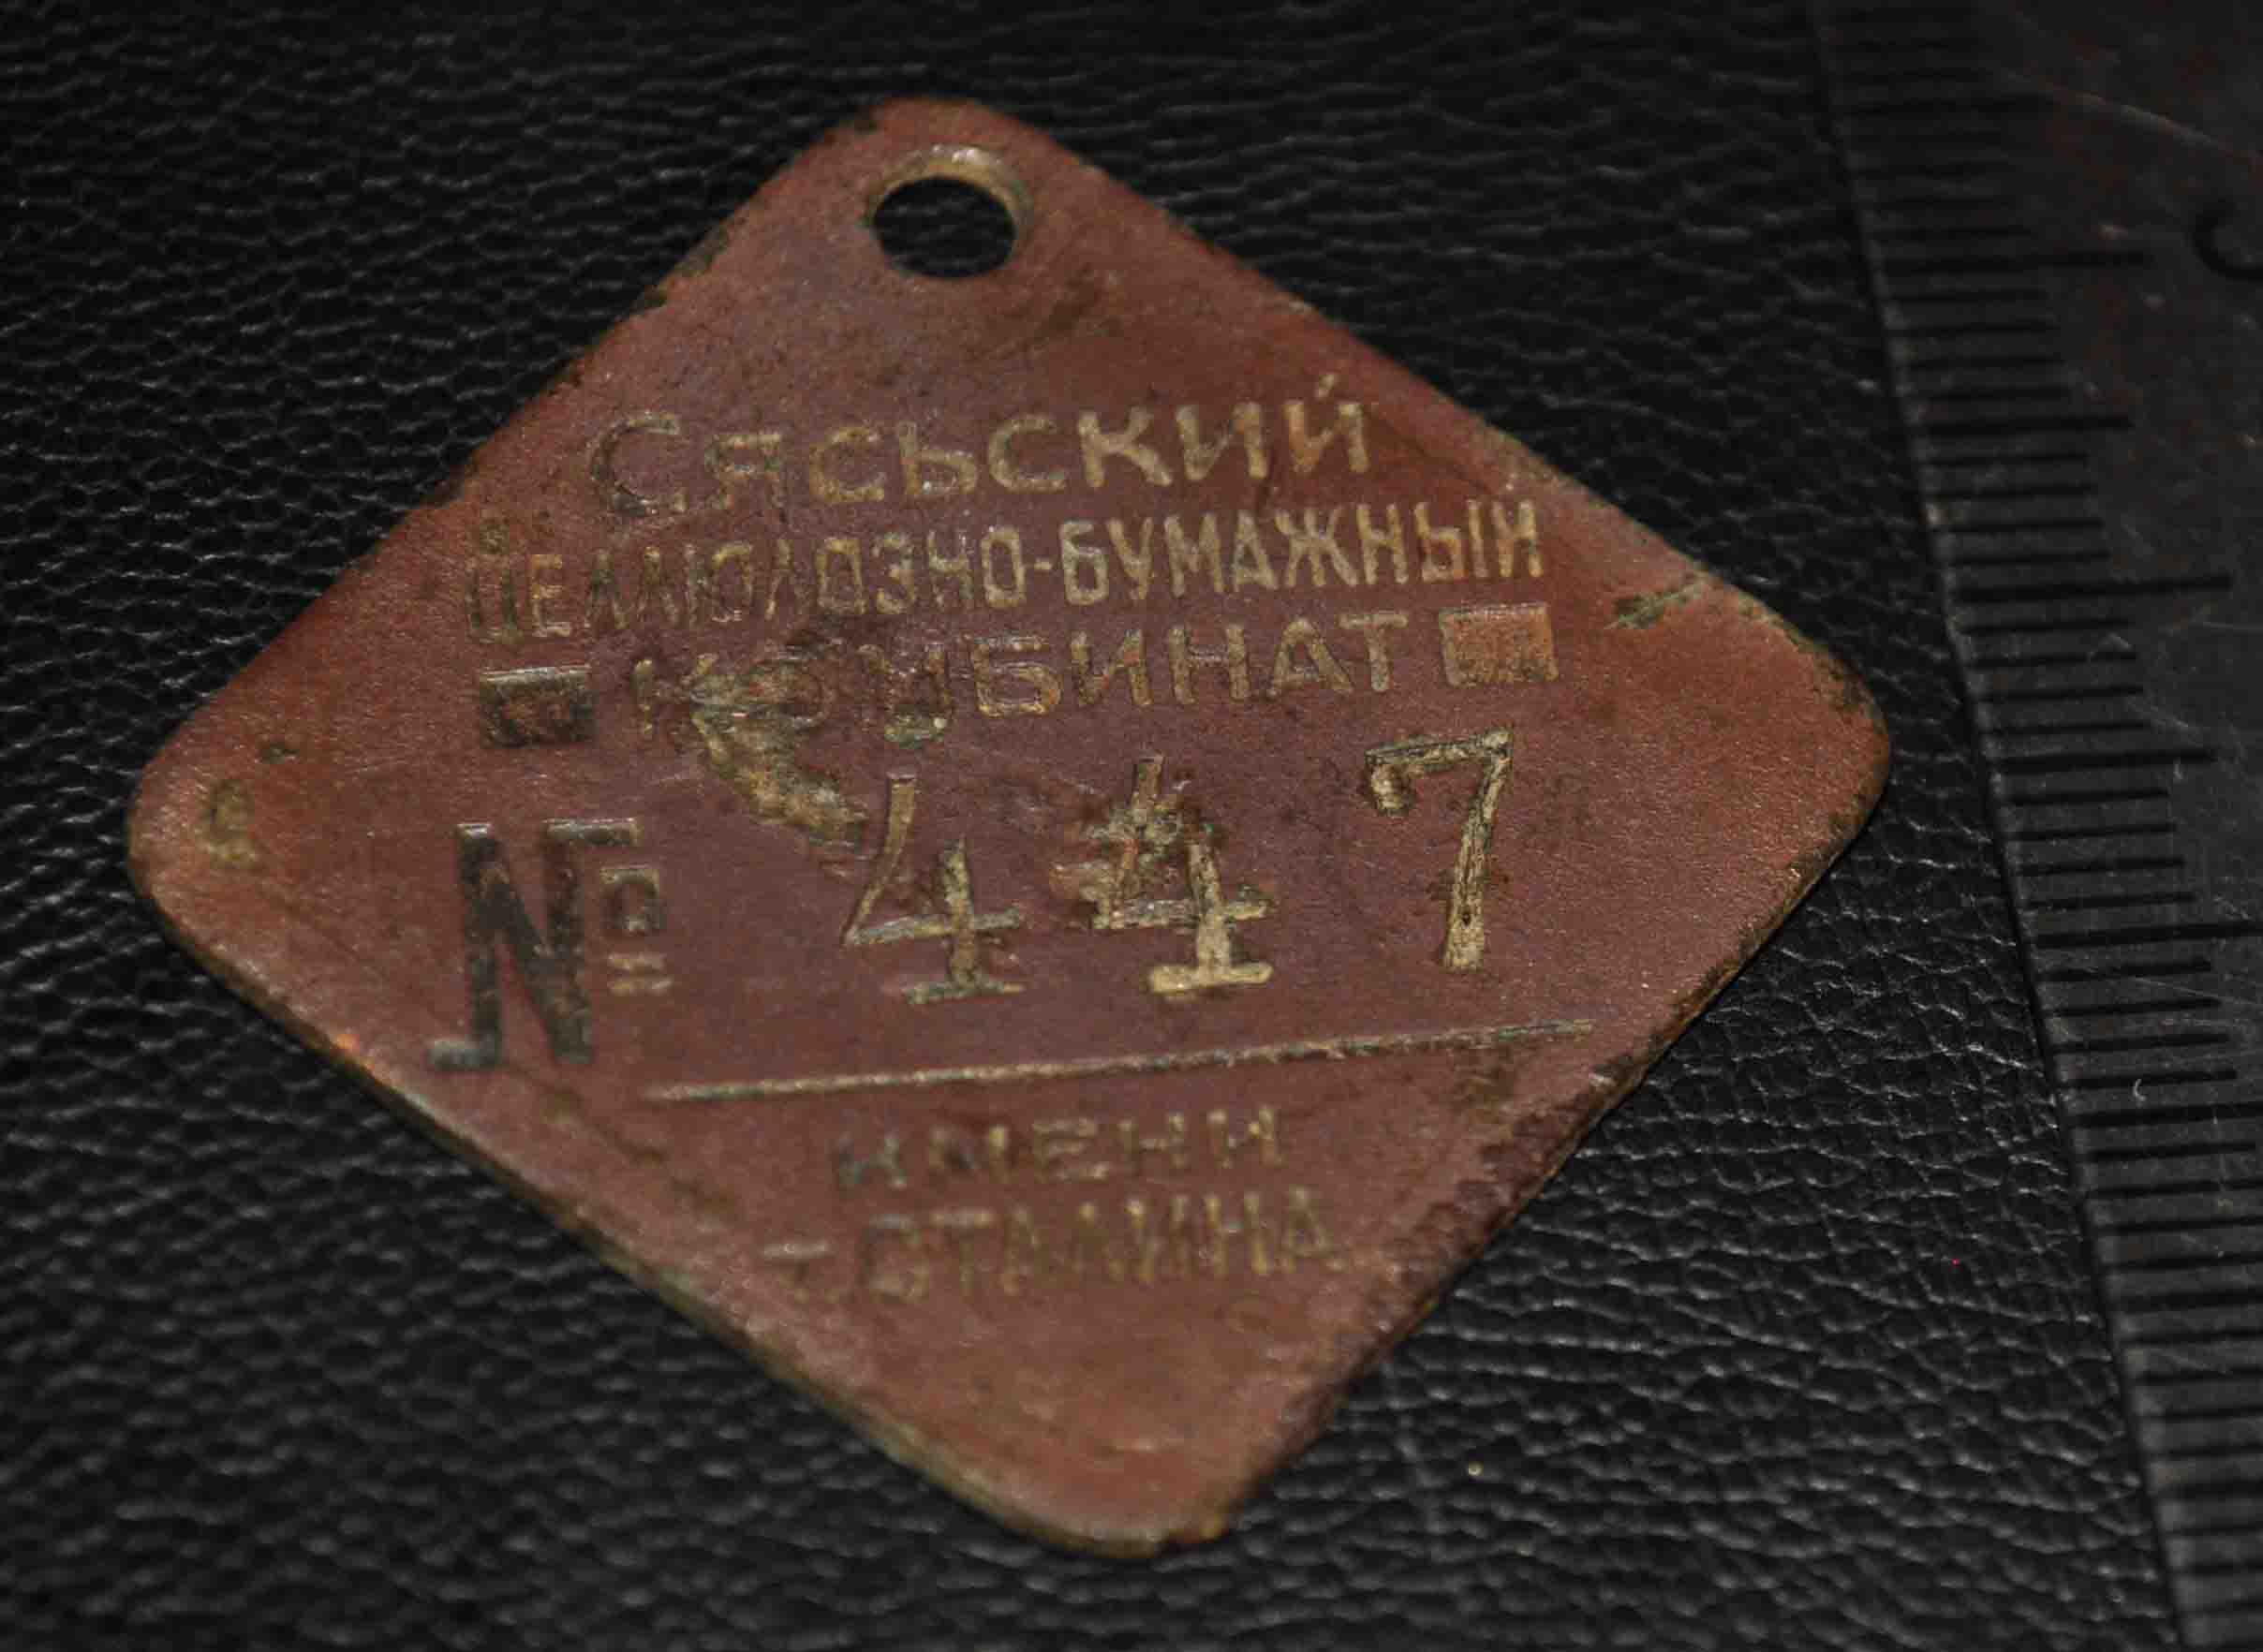 Сясьский
ЦЕЛЛЮЛОЗНО-БУМАЖНЫЙ
КОМБИНАТ
№ 447
ИМЕНИ
т. СТАЛИНА